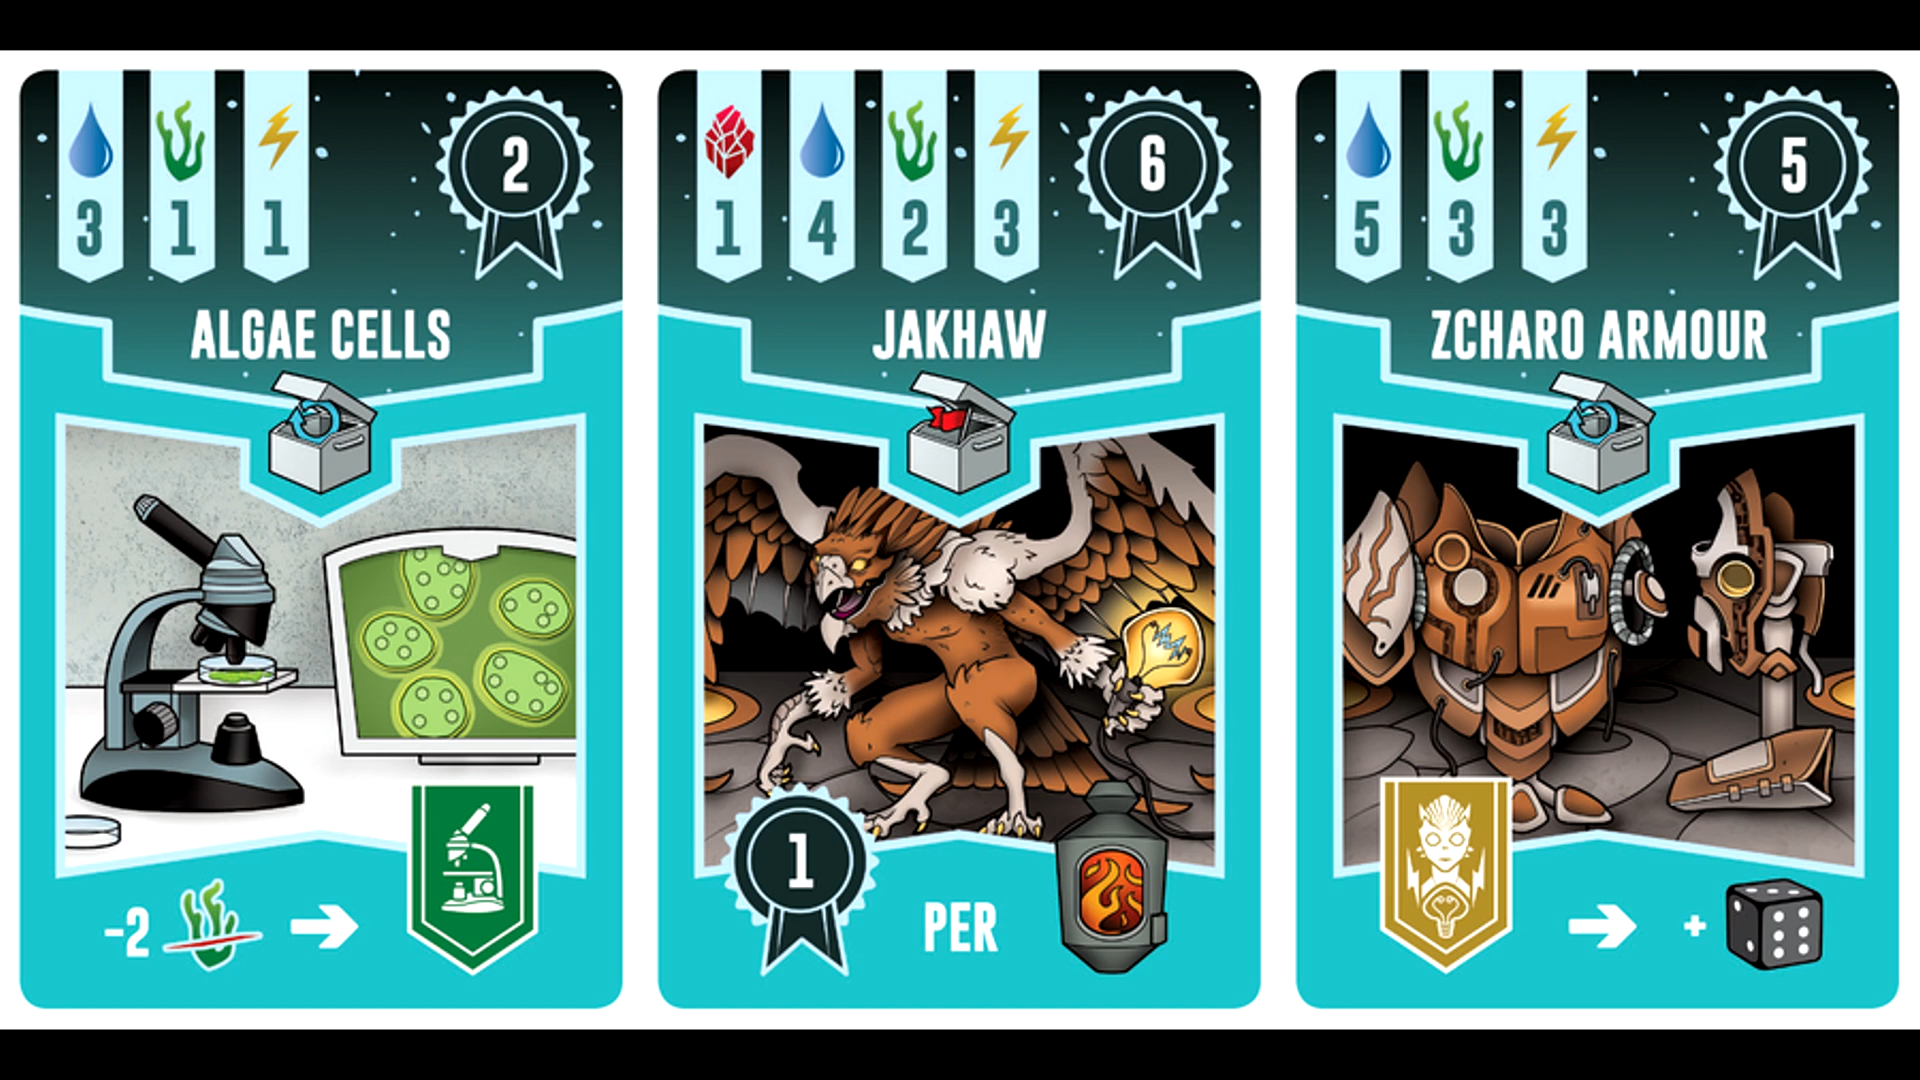 3 1 1 2
ALGAE CELLS
-2
1 4 2 3 6
JAKHAW
1 PER
5 3 3 5
ZCHARO ARMOUR
+